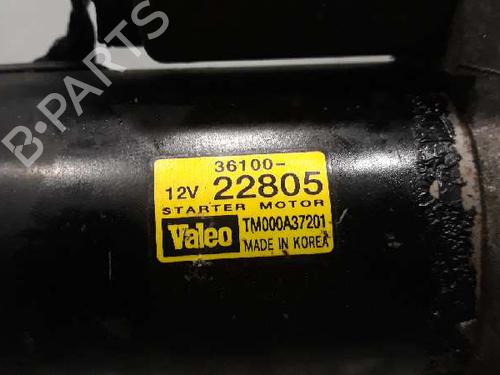 B-PARTS
36100-
12V 22805
STARTER MOTOR
Valeo TM000A37201
MADE IN KOREA